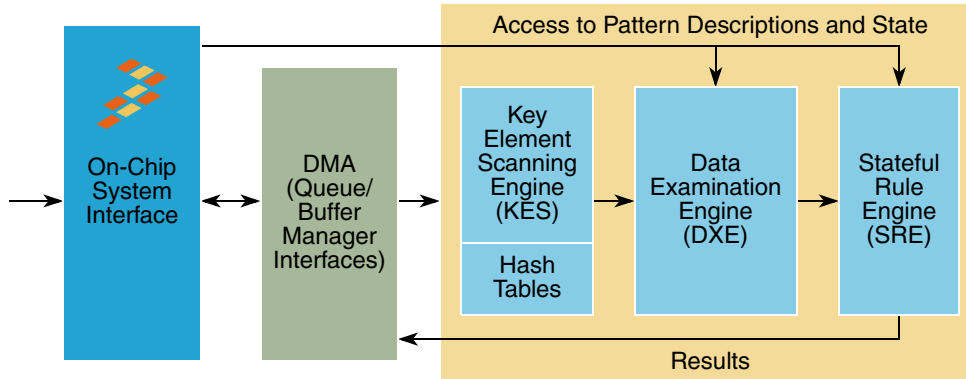 Access to Pattern Descriptions and State
On-Chip
System
Interface
DMA
(Queue/
Buffer
Manager
Interfaces)
Key
Element
Scanning
Engine
(KES)
Hash
Tables
Data
Examination
Engine
(DXE)
Stateful
Rule
Engine
(SRE)
Results